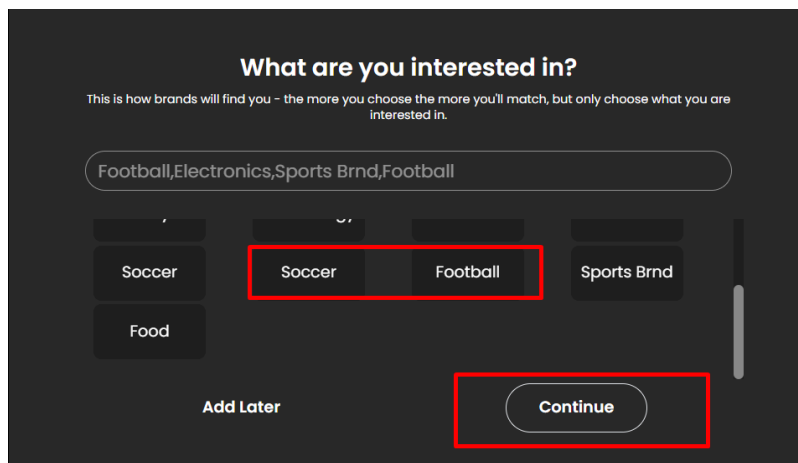 What are you interested in?
This is how brands will find you - the more you choose the more you'll match, but only choose what you are
interested in.
Football,Electronics,Sports Brnd,Football
Soccer Soccer Football Sports Brnd
Food
Add Later Continue